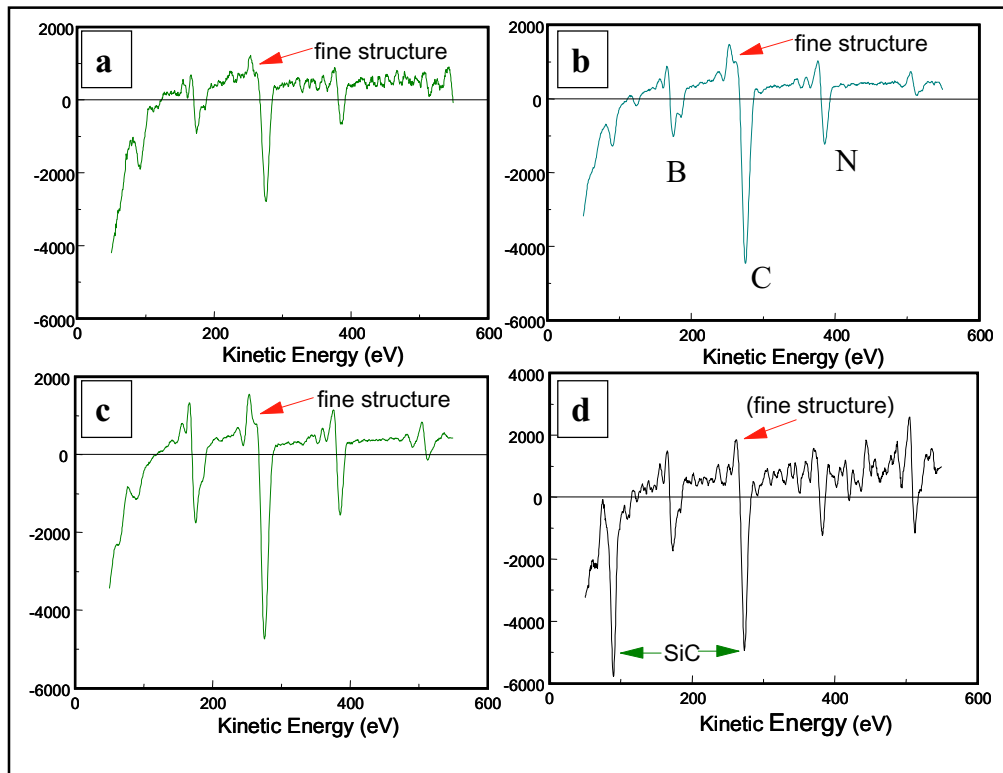 a
fine structure
2000
0
-2000
-4000
-6000
0 200 400 600
Kinetic Energy (eV)
b
fine structure
B
N
C
2000
0
-2000
-4000
-6000
0 200 400 600
Kinetic Energy (eV)
c
fine structure
2000
0
-2000
-4000
-6000
0 200 400 600
Kinetic Energy (eV)
d
(fine structure)
SiC
4000
2000
0
-2000
-4000
-6000
0 200 400 600
Kinetic Energy (eV)